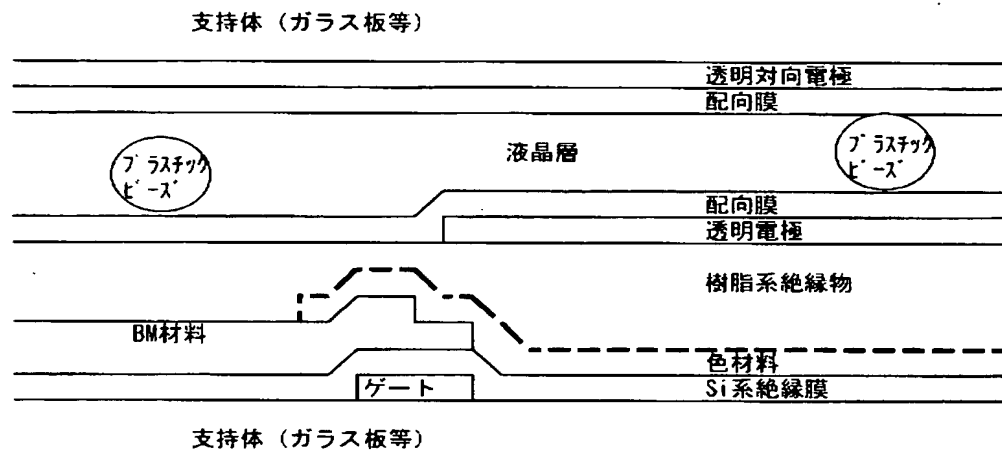 支持体（ガラス板等）
透明対向電極
配向膜
プラスチック
ビーズ
液晶層
プラスチック
ビーズ
配向膜
透明電極
樹脂系絶縁物
BM材料
色材料
ゲート
Si系絶縁膜
支持体（ガラス板等）